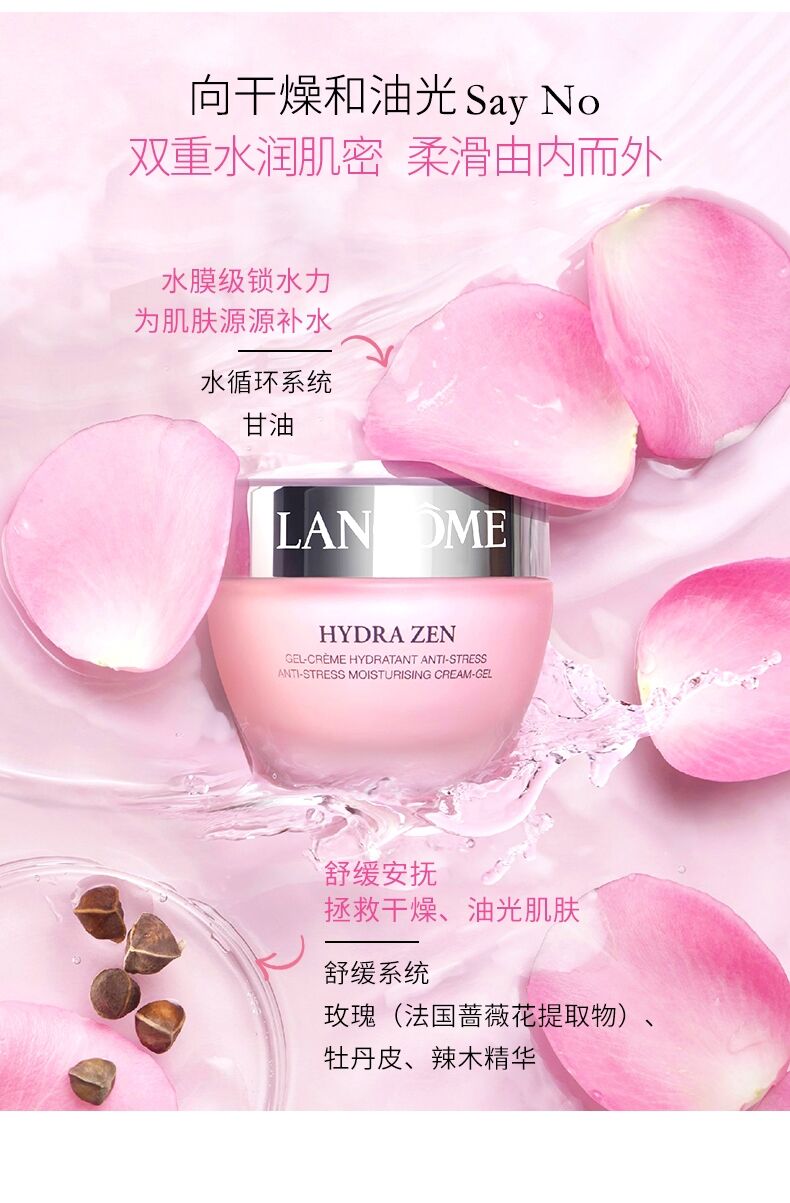 向干燥和油光 Say No
双重水润肌密 柔滑由内而外
水膜级锁水力
为肌肤源源补水
水循环系统
甘油
LANCÔME
HYDRA ZEN
GEL-CRÈME HYDRATANT ANTI-STRESS
ANTI-STRESS MOISTURISING CREAM-GEL
舒缓安抚
拯救干燥、油光肌肤
舒缓系统
玫瑰（法国蔷薇花提取物）、
牡丹皮、辣木精华